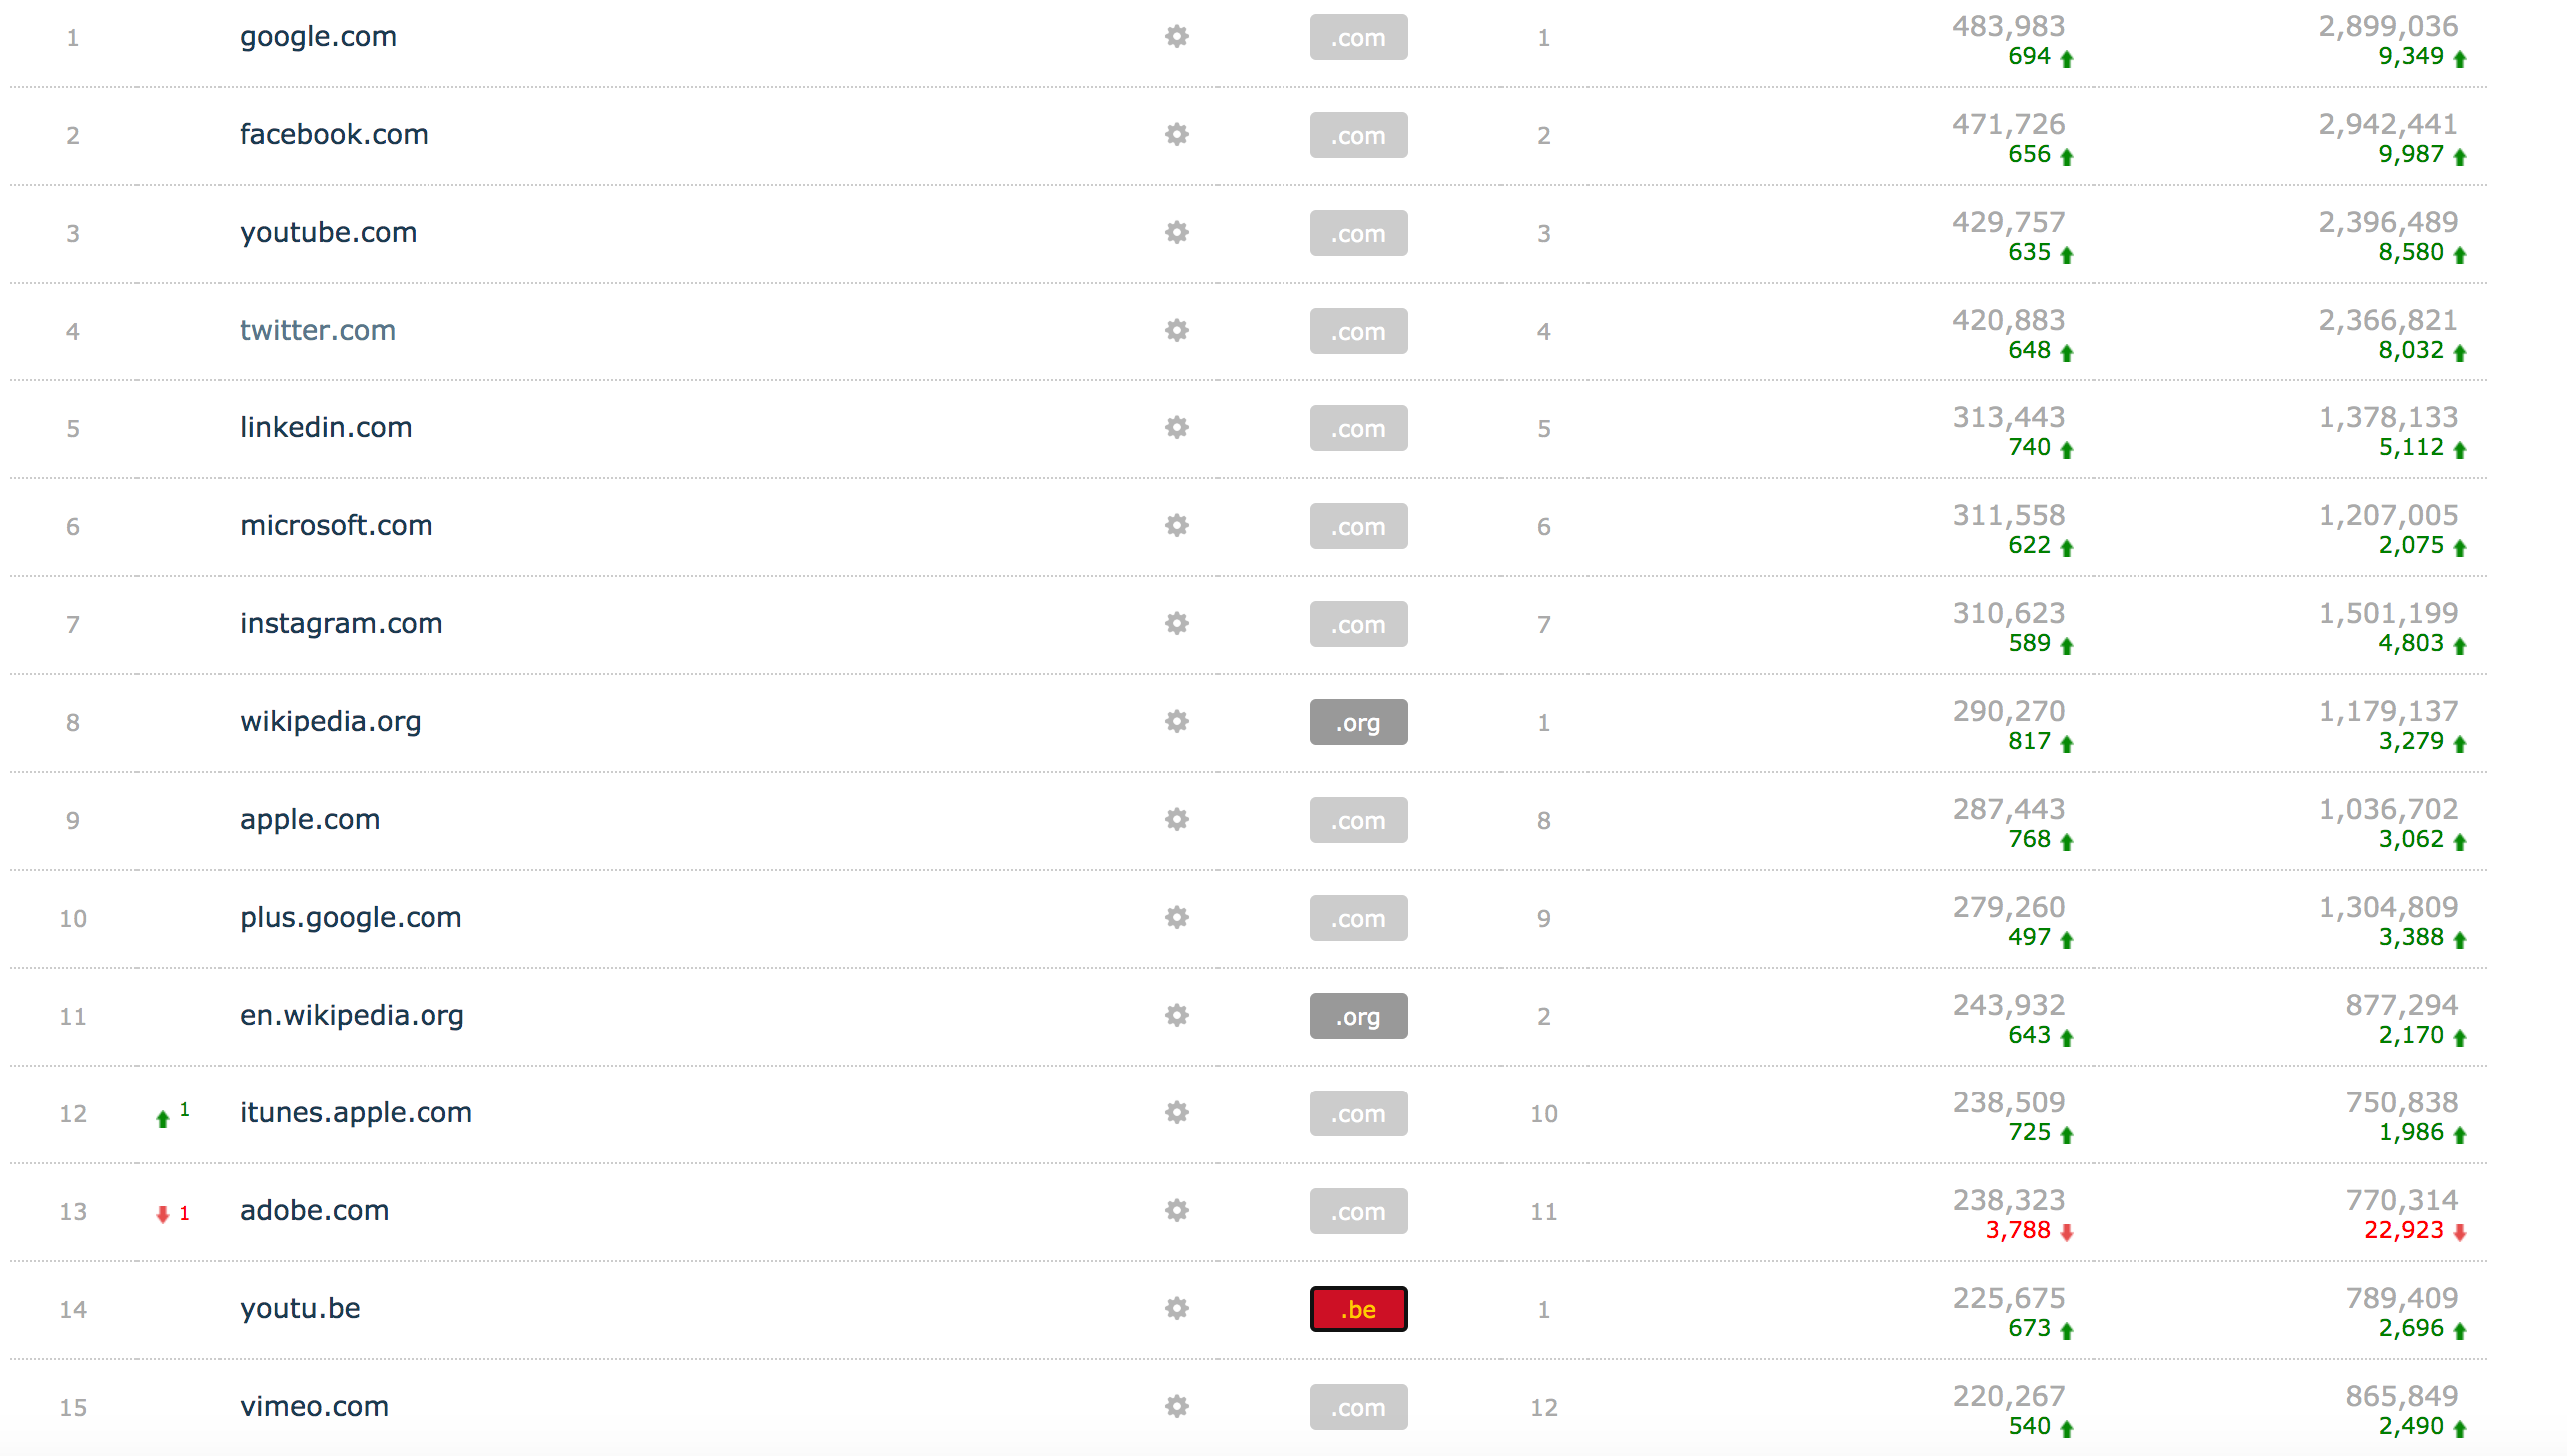 1 google.com .com 1 483,983 2,899,036
694 9,349
2 facebook.com .com 2 471,726 2,942,441
656 9,987
3 youtube.com .com 3 429,757 2,396,489
635 8,580
4 twitter.com .com 4 420,883 2,366,821
648 8,032
5 linkedin.com .com 5 313,443 1,378,133
740 5,112
6 microsoft.com .com 6 311,558 1,207,005
622 2,075
7 instagram.com .com 7 310,623 1,501,199
589 4,803
8 wikipedia.org .org 1 290,270 1,179,137
817 3,279
9 apple.com .com 8 287,443 1,036,702
768 3,062
10 plus.google.com .com 9 279,260 1,304,809
497 3,388
11 en.wikipedia.org .org 2 243,932 877,294
643 2,170
12 1 itunes.apple.com .com 10 238,509 750,838
725 1,986
13 1 adobe.com .com 11 238,323 770,314
3,788 22,923
14 youtu.be .be 1 225,675 789,409
673 2,696
15 vimeo.com .com 12 220,267 865,849
540 2,490